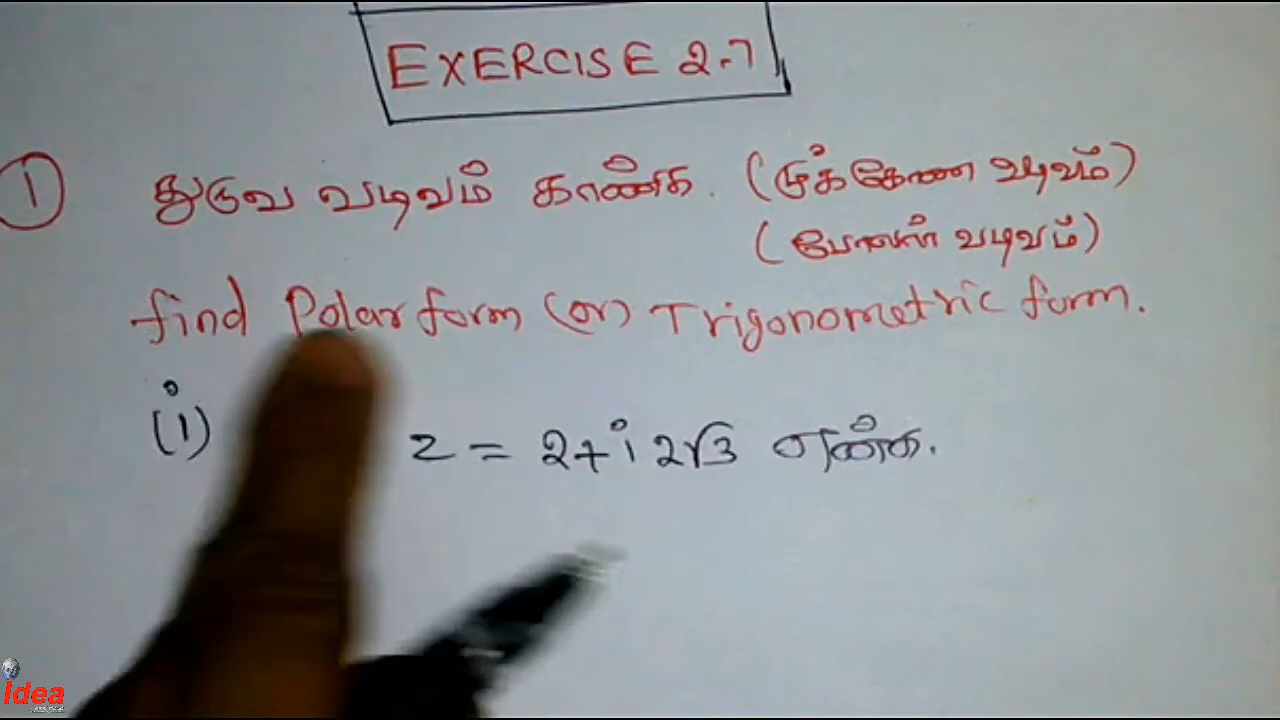 EXERCISE 2.7
① துருவ வடிவம் காண்க. (முக்கோண வடிவம்)
(போலார் வடிவம்)
find Polar form (or) Trigonometric form.
(i) z = 2+i2√3 என்க.
Idea